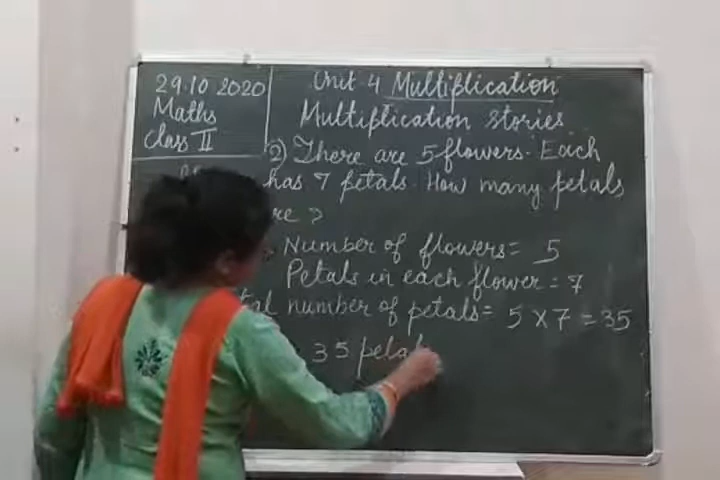 29.10 2020
Maths
Class II
Unit-4 Multiplication
Multiplication stories
2) There are 5 flowers. Each
has 7 petals. How many petals
?
Number of flowers = 5
Petals in each flower = 7
number of petals = 5 x 7 = 35
35